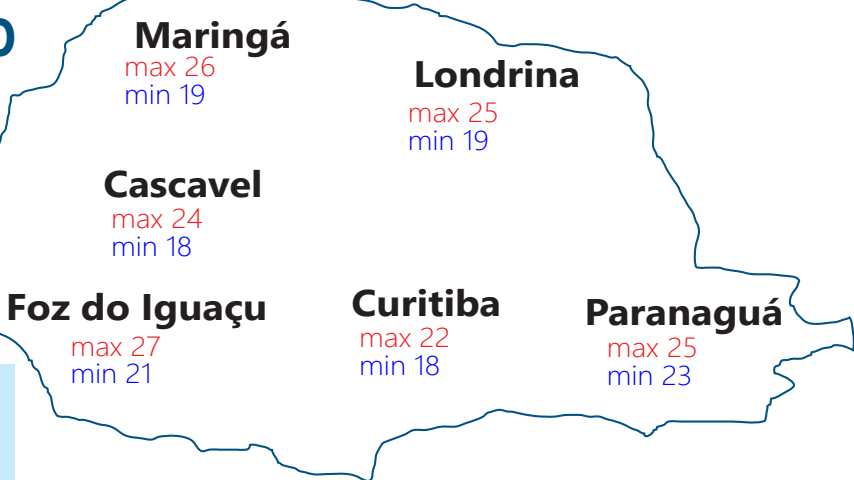 Maringá
max 26
min 19
Londrina
max 25
min 19
Cascavel
max 24
min 18
Foz do Iguaçu
max 27
min 21
Curitiba
max 22
min 18
Paranaguá
max 25
min 23